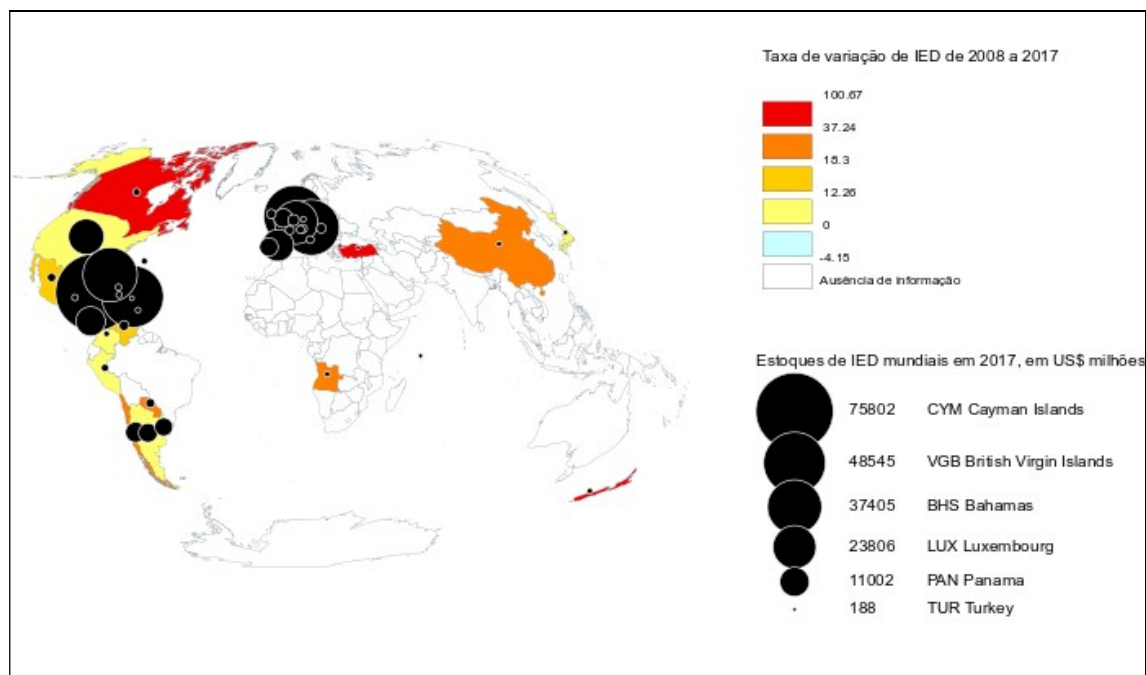 Taxa de variação de IED de 2008 a 2017
100.67
37.24
15.3
12.26
0
-4.15
Ausência de informação
Estoques de IED mundiais em 2017, em US$ milhões
75802 CYM Cayman Islands
48545 VGB British Virgin Islands
37405 BHS Bahamas
23806 LUX Luxembourg
11002 PAN Panama
188 TUR Turkey